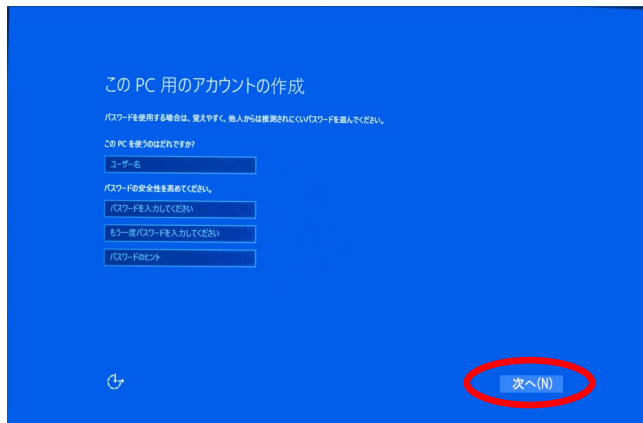 この PC 用のアカウントの作成
パスワードを使用する場合は、覚えやすく、他人からは推測されにくいパスワードを選んでください。
この PC を使うのはだれですか?
ユーザー名
パスワードの安全性を高めてください。
パスワードを入力してください
もう一度パスワードを入力してください
パスワードのヒント
次へ(N)